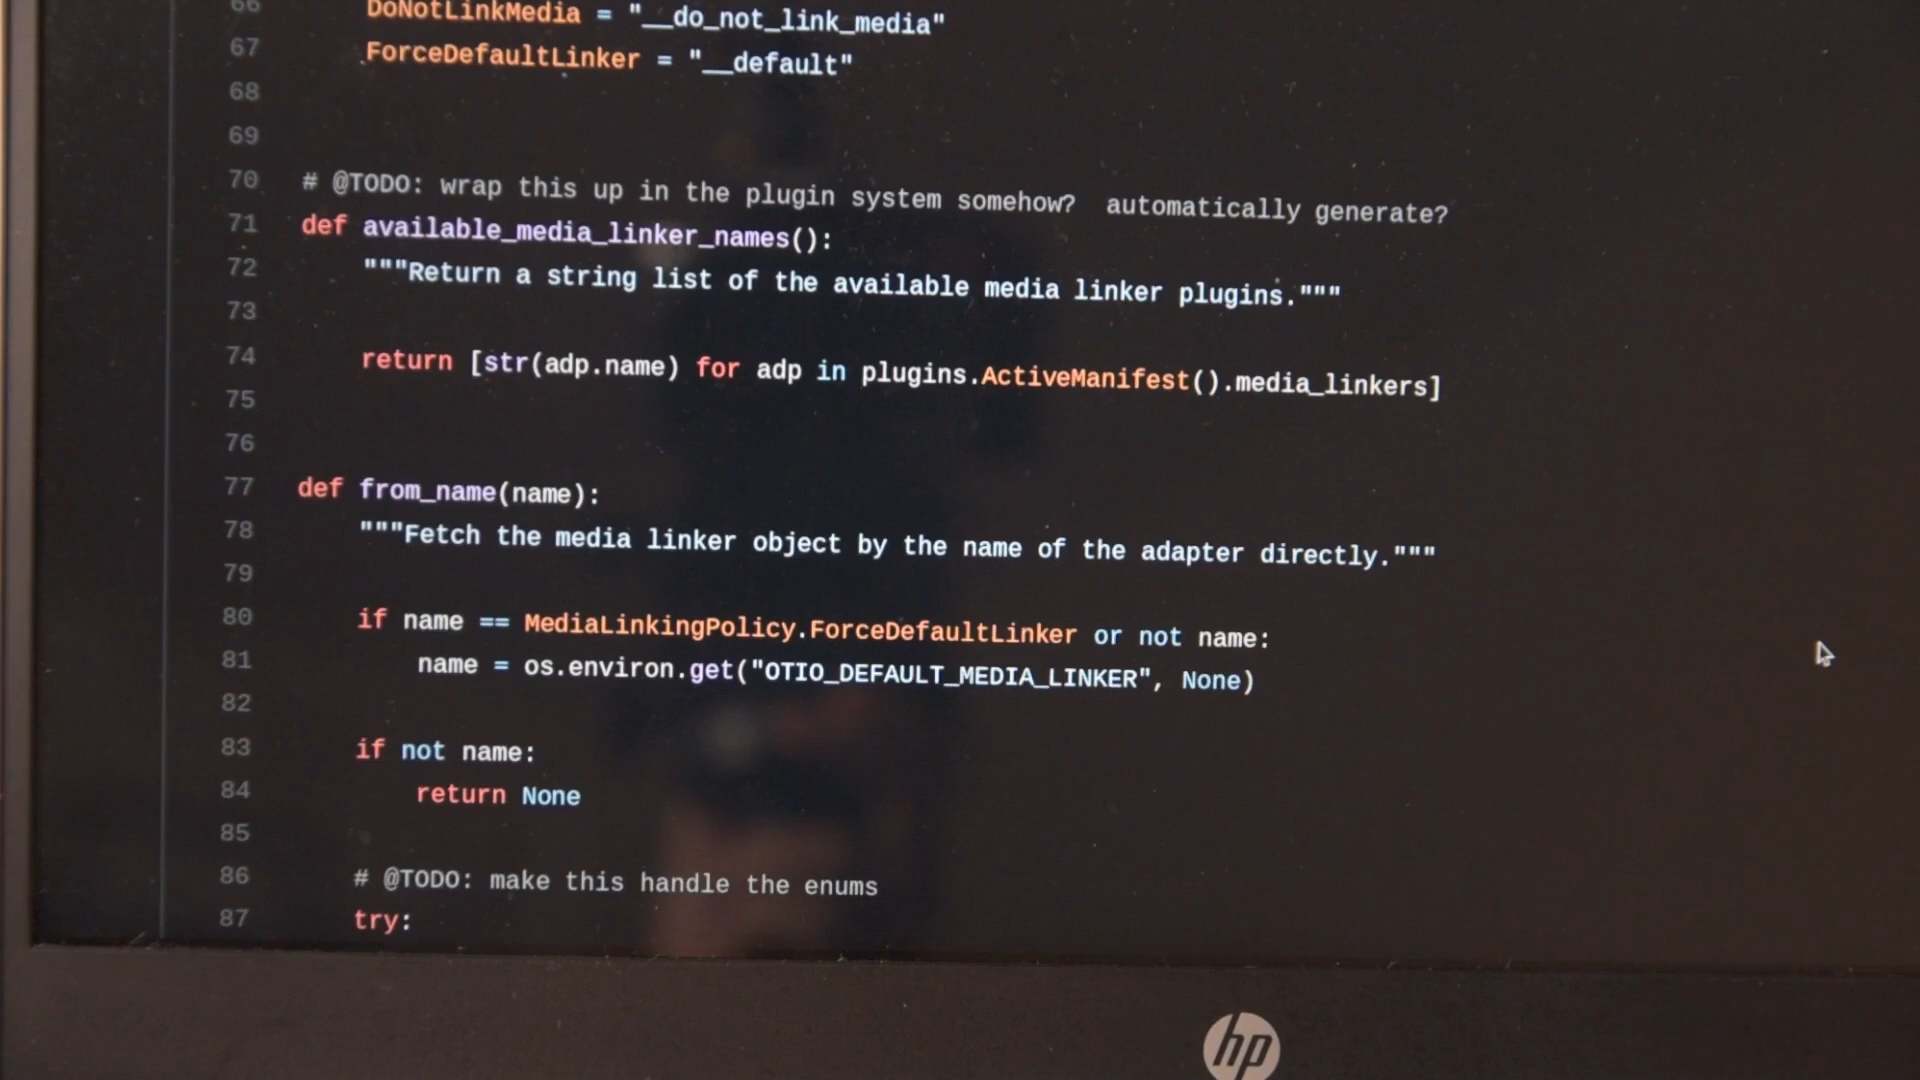 66 DoNotLinkMedia = "__do_not_link_media"
67 ForceDefaultLinker = "__default"
68
69
70 # @TODO: wrap this up in the plugin system somehow?  automatically generate?
71 def available_media_linker_names():
72     """Return a string list of the available media linker plugins."""
73
74     return [str(adp.name) for adp in plugins.ActiveManifest().media_linkers]
75
76
77 def from_name(name):
78     """Fetch the media linker object by the name of the adapter directly."""
79
80     if name == MediaLinkingPolicy.ForceDefaultLinker or not name:
81         name = os.environ.get("OTIO_DEFAULT_MEDIA_LINKER", None)
82
83     if not name:
84         return None
85
86     # @TODO: make this handle the enums
87     try:
hp